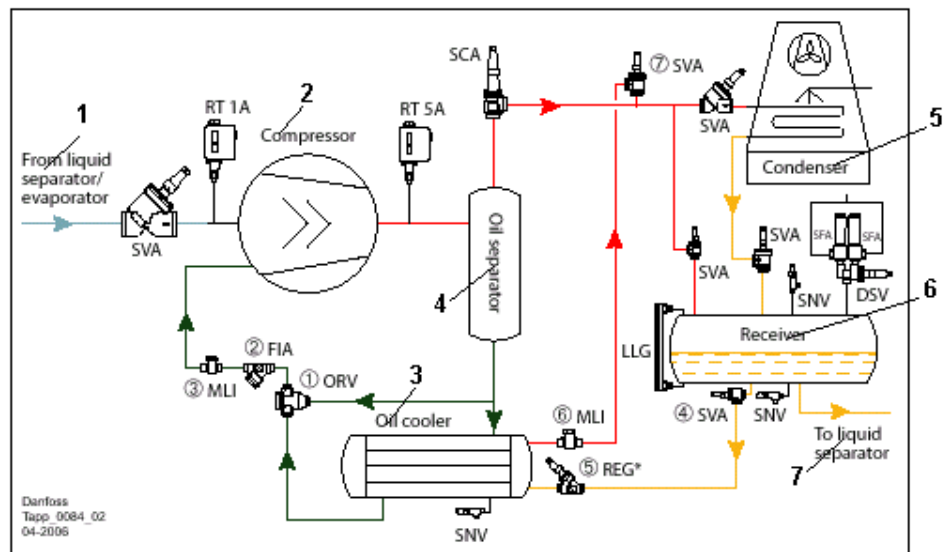 1
From liquid
separator/
evaporator
SVA
RT 1A
2
Compressor
RT 5A
SCA
Oil separator
4
⑦ SVA
SVA
Condenser
5
SVA
SVA
SNV
SFA
SFA
DSV
6
LLG
Receiver
② FIA
③ MLI
① ORV
3
Oil cooler
⑥ MLI
④ SVA
SNV
To liquid
separator
7
⑤ REG*
SNV
Danfoss
Tapp_0084_02
04-2006